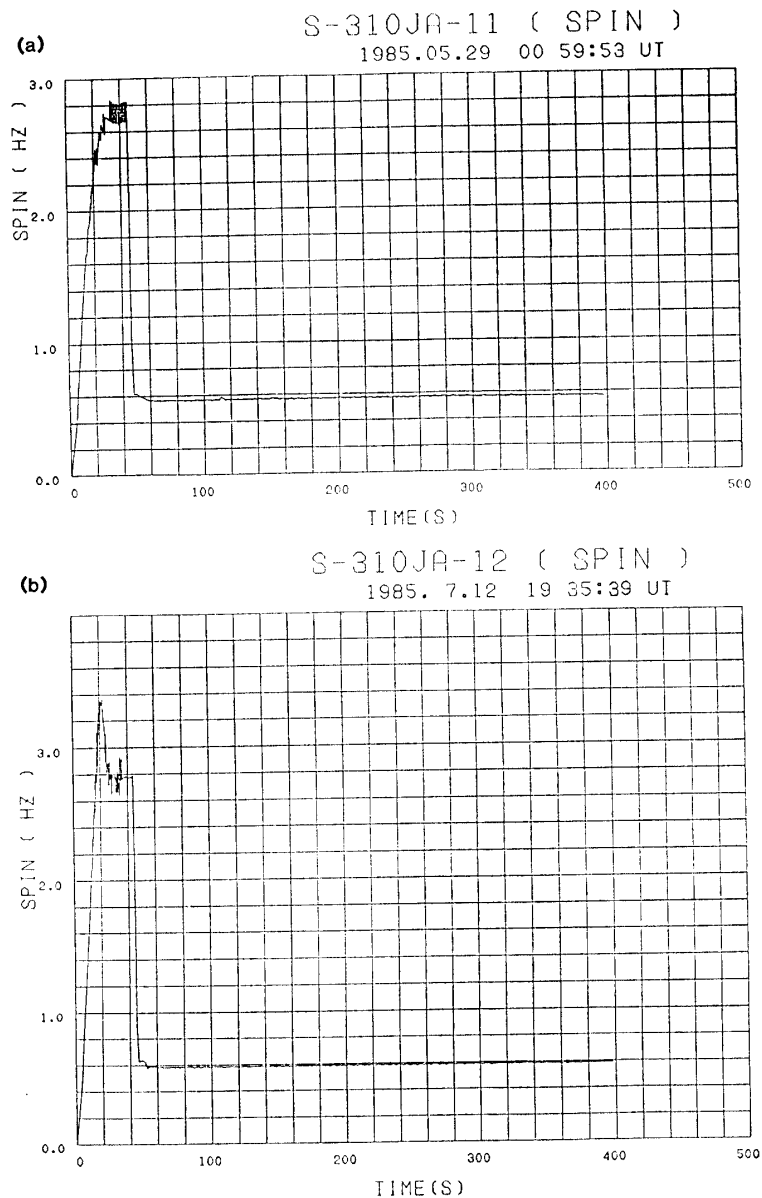 (a)
S-310JA-11 ( SPIN )
1985.05.29 00 59:53 UT
3.0
2.0
1.0
0.0
SPIN ( HZ )
0 100 200 300 400 500
TIME(S)
(b)
S-310JA-12 ( SPIN )
1985. 7.12 19 35:39 UT
3.0
2.0
1.0
0.0
SPIN ( HZ )
0 100 200 300 400 500
TIME(S)